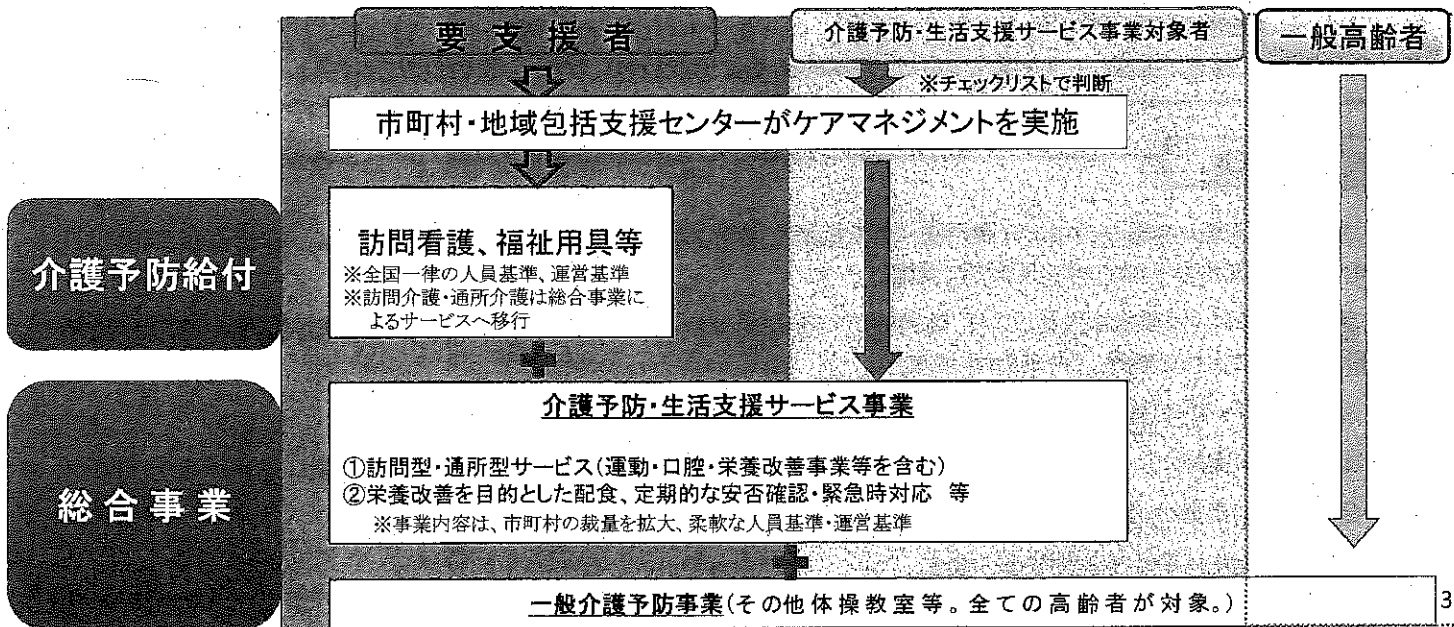 要支援者
介護予防・生活支援サービス事業対象者
一般高齢者
※チェックリストで判断
市町村・地域包括支援センターがケアマネジメントを実施
介護予防給付
訪問看護、福祉用具等
※全国一律の人員基準、運営基準
※訪問介護・通所介護は総合事業に
よるサービスへ移行
総合事業
介護予防・生活支援サービス事業
①訪問型・通所型サービス(運動・口腔・栄養改善事業等を含む)
②栄養改善を目的とした配食、定期的な安否確認・緊急時対応 等
※事業内容は、市町村の裁量を拡大、柔軟な人員基準・運営基準
一般介護予防事業(その他体操教室等。全ての高齢者が対象。)
3